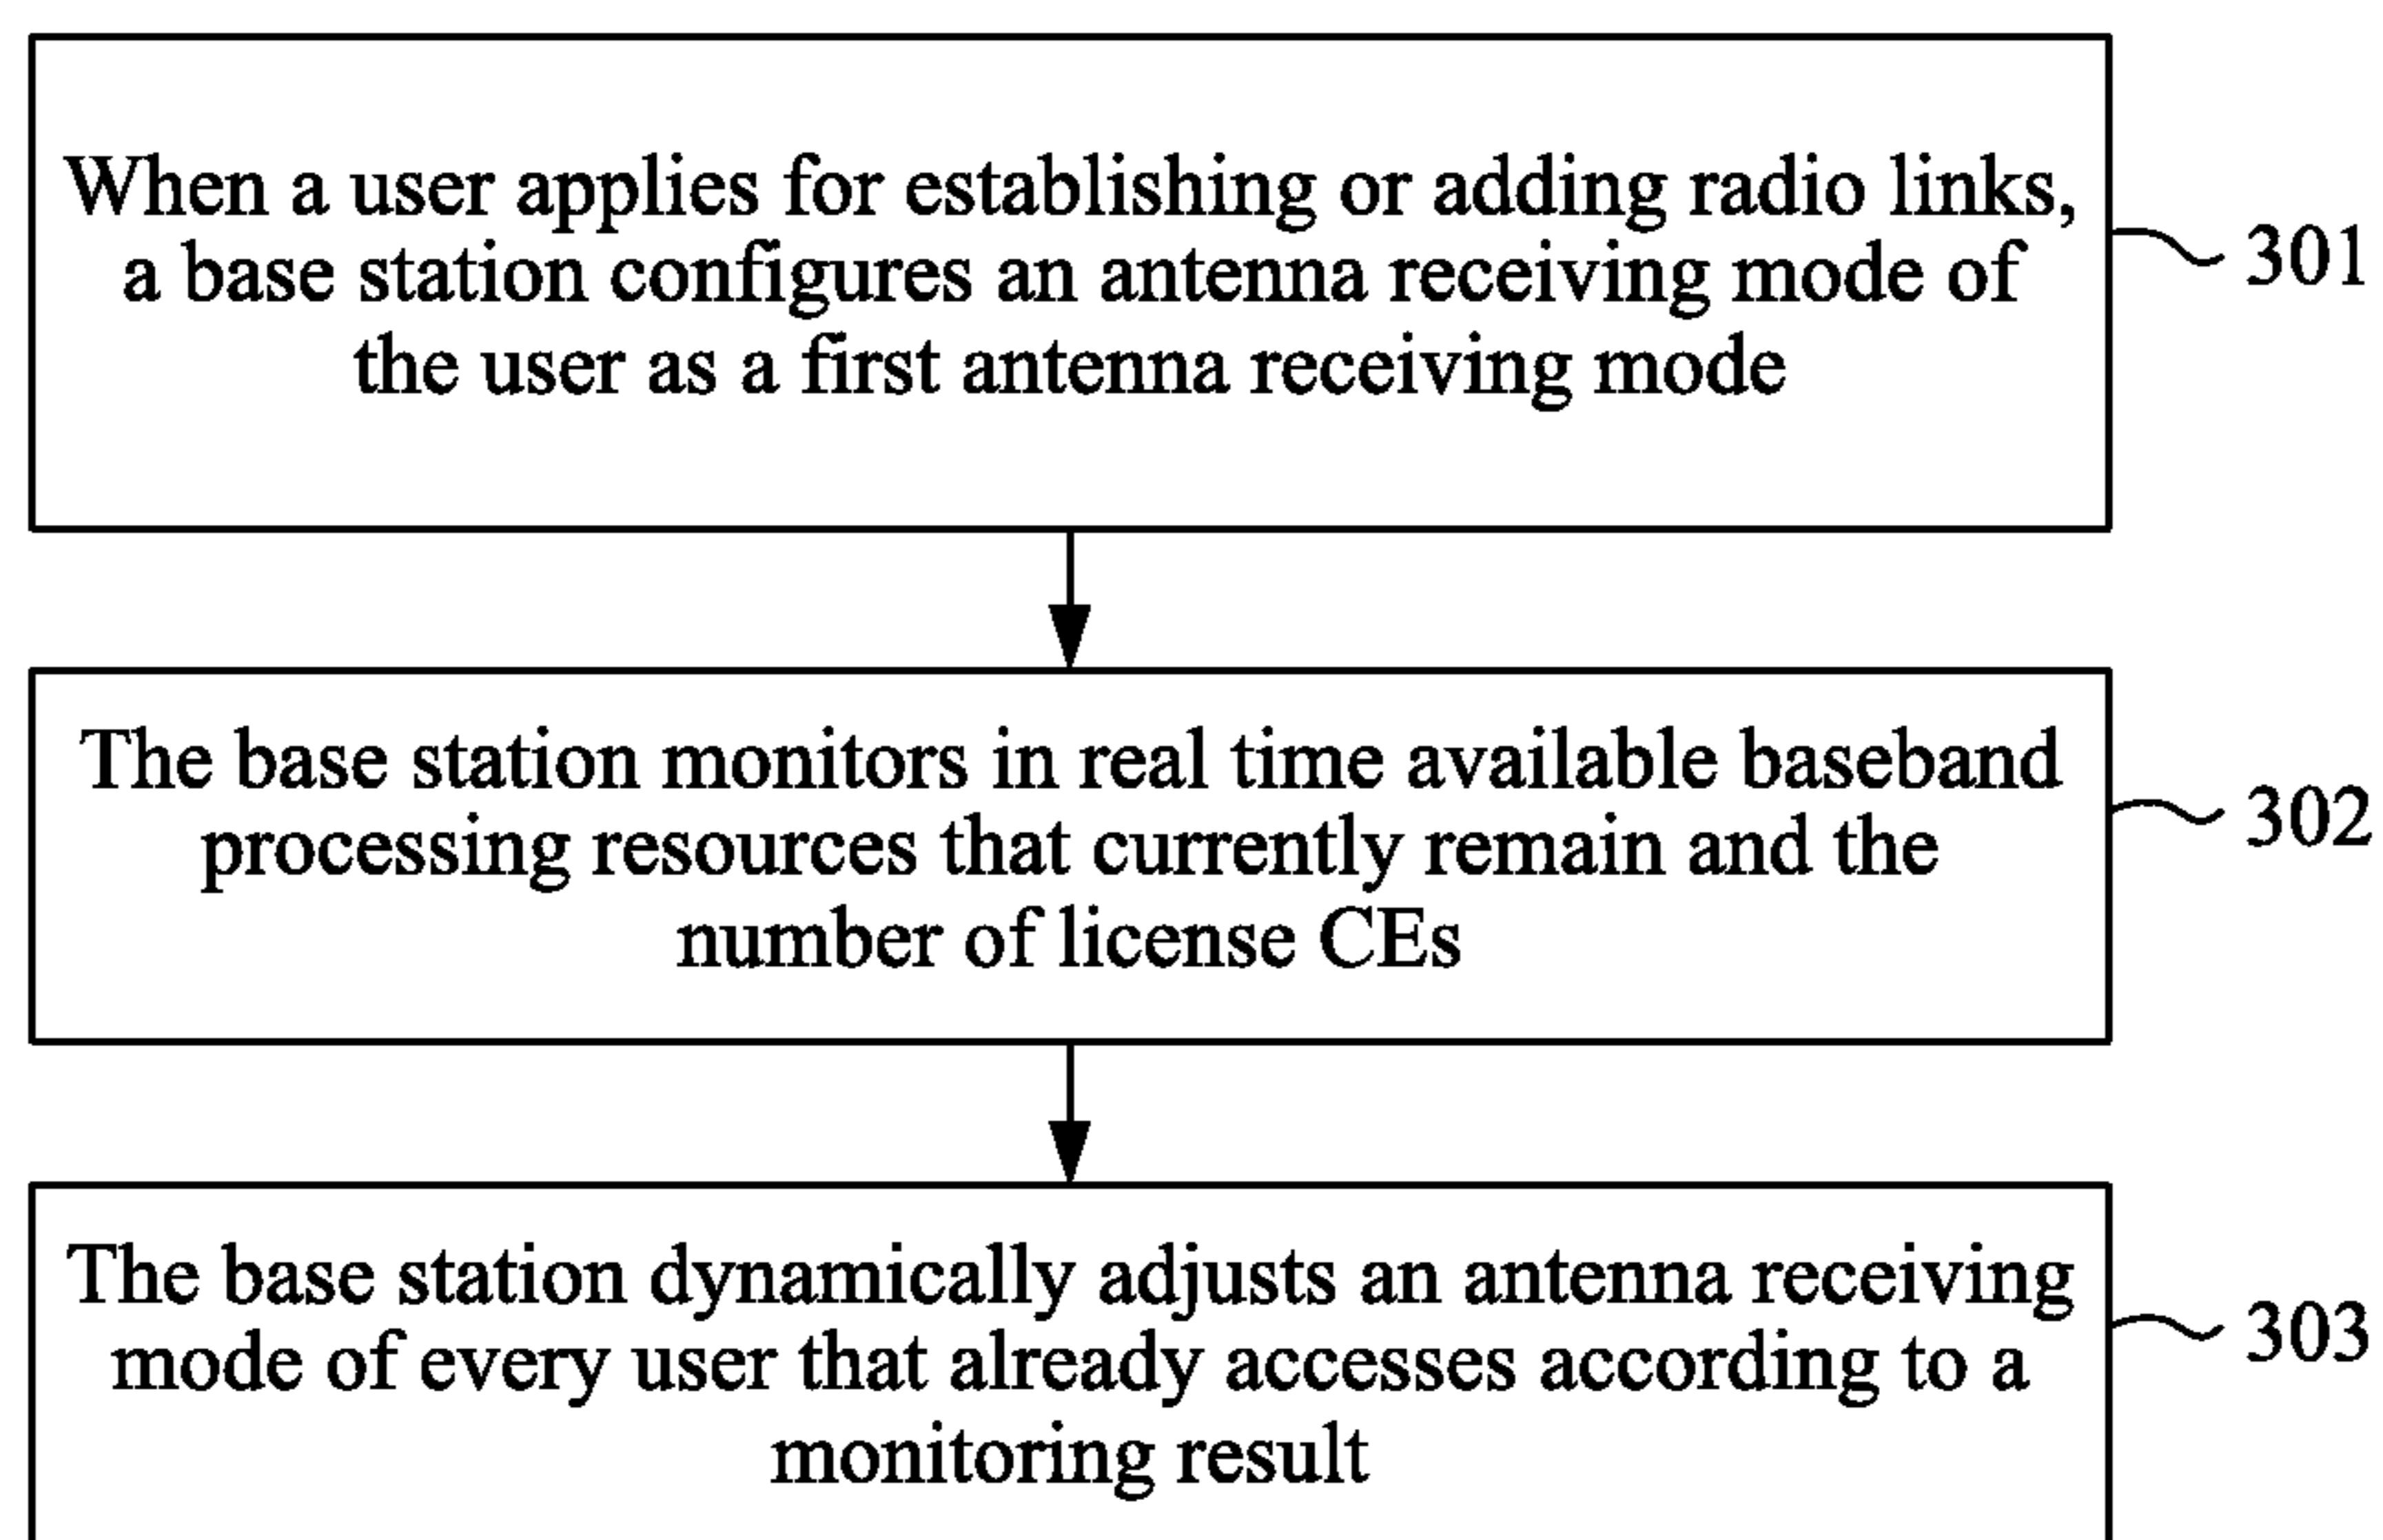 When a user applies for establishing or adding radio links,
a base station configures an antenna receiving mode of
the user as a first antenna receiving mode
301
The base station monitors in real time available baseband
processing resources that currently remain and the
number of license CEs
302
The base station dynamically adjusts an antenna receiving
mode of every user that already accesses according to a
monitoring result
303